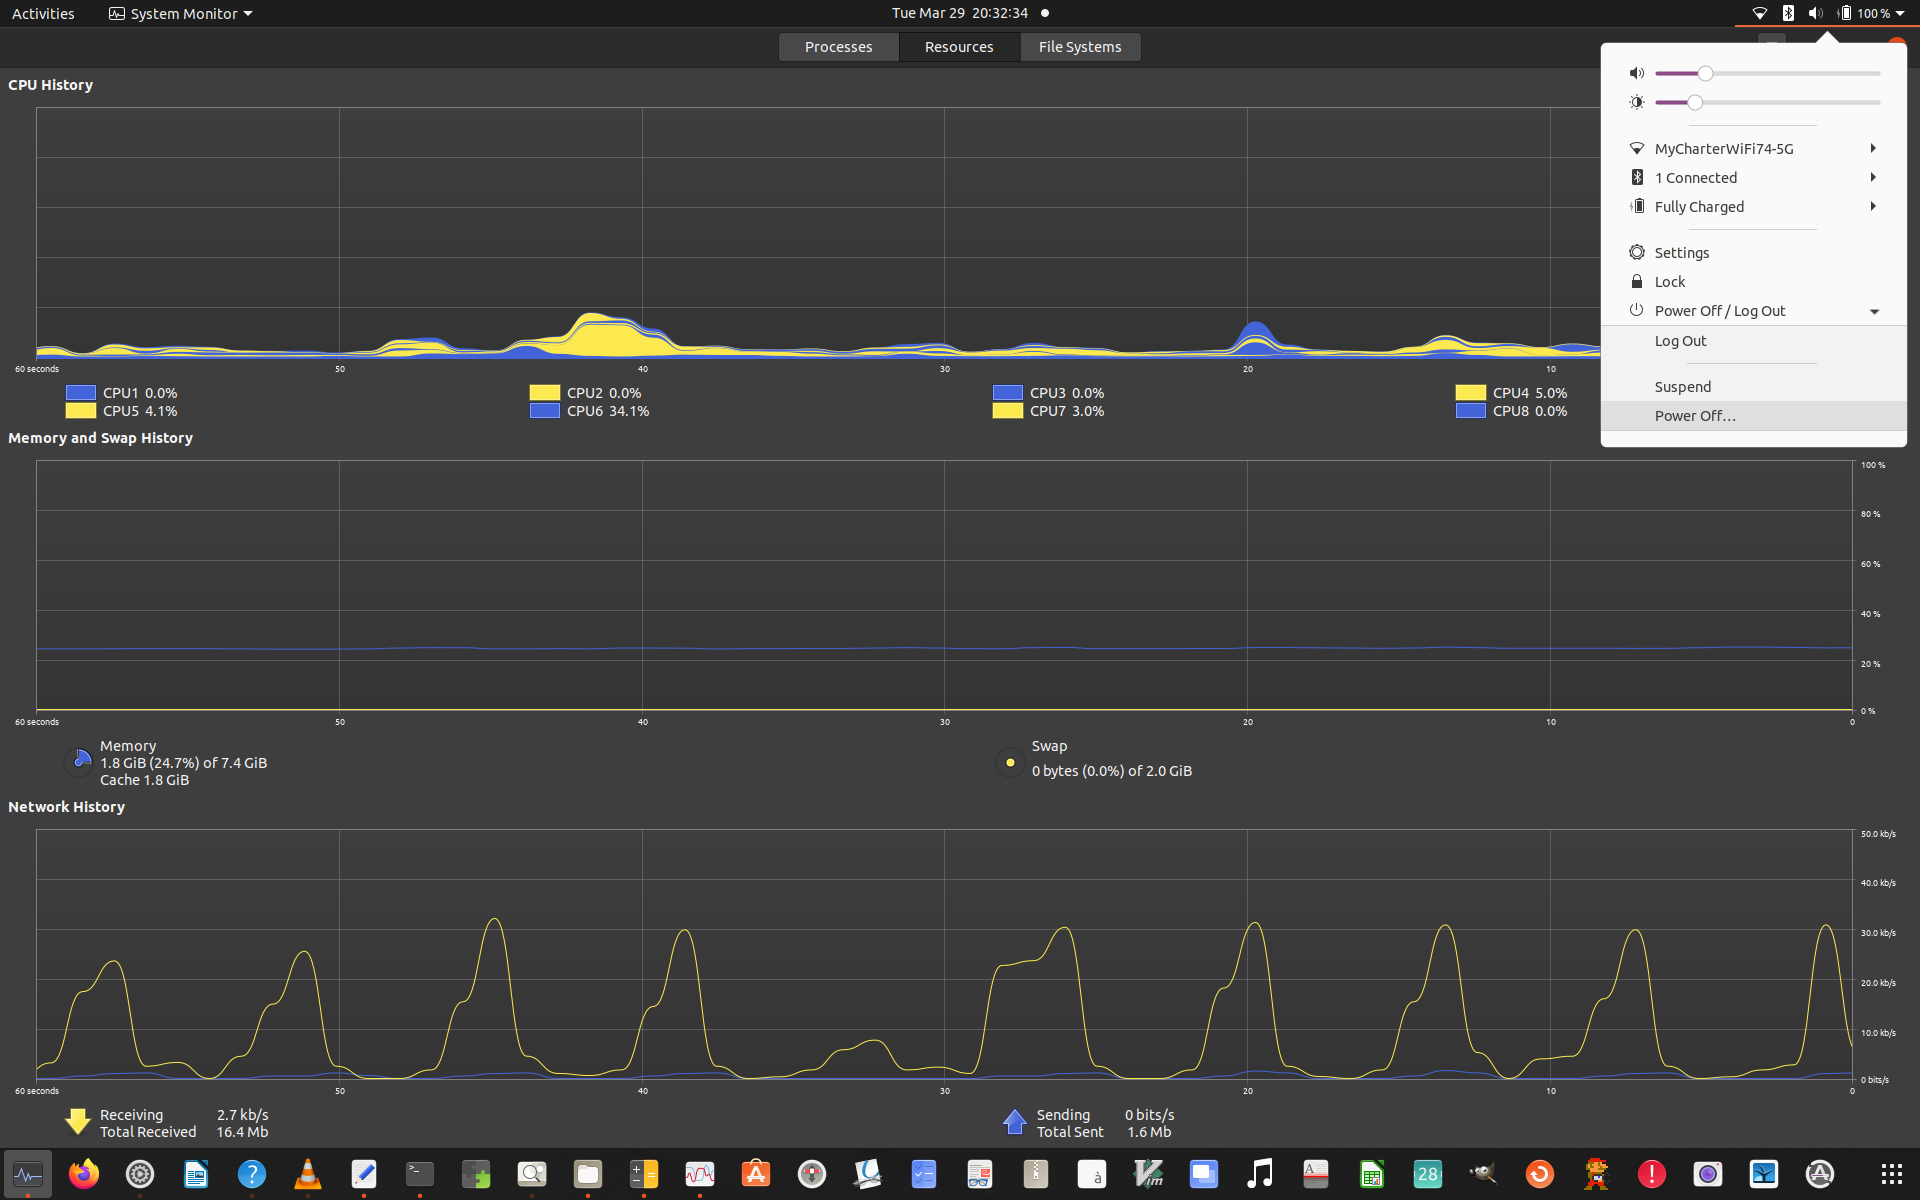 Activities
System Monitor
Tue Mar 29 20:32:34
100 %
Processes
Resources
File Systems
CPU History
60 seconds
50
40
30
20
10
CPU1 0.0%
CPU2 0.0%
CPU3 0.0%
CPU4 5.0%
CPU5 4.1%
CPU6 34.1%
CPU7 3.0%
CPU8 0.0%
MyCharterWiFi74-5G
1 Connected
Fully Charged
Settings
Lock
Power Off / Log Out
Log Out
Suspend
Power Off...
Memory and Swap History
100 %
80 %
60 %
40 %
20 %
0 %
60 seconds
50
40
30
20
10
0
Memory
1.8 GiB (24.7%) of 7.4 GiB
Cache 1.8 GiB
Swap
0 bytes (0.0%) of 2.0 GiB
Network History
50.0 kb/s
40.0 kb/s
30.0 kb/s
20.0 kb/s
10.0 kb/s
0 bits/s
60 seconds
50
40
30
20
10
0
Receiving 2.7 kb/s
Total Received 16.4 Mb
Sending 0 bits/s
Total Sent 1.6 Mb
?
>_
à
Vim
A
28
!